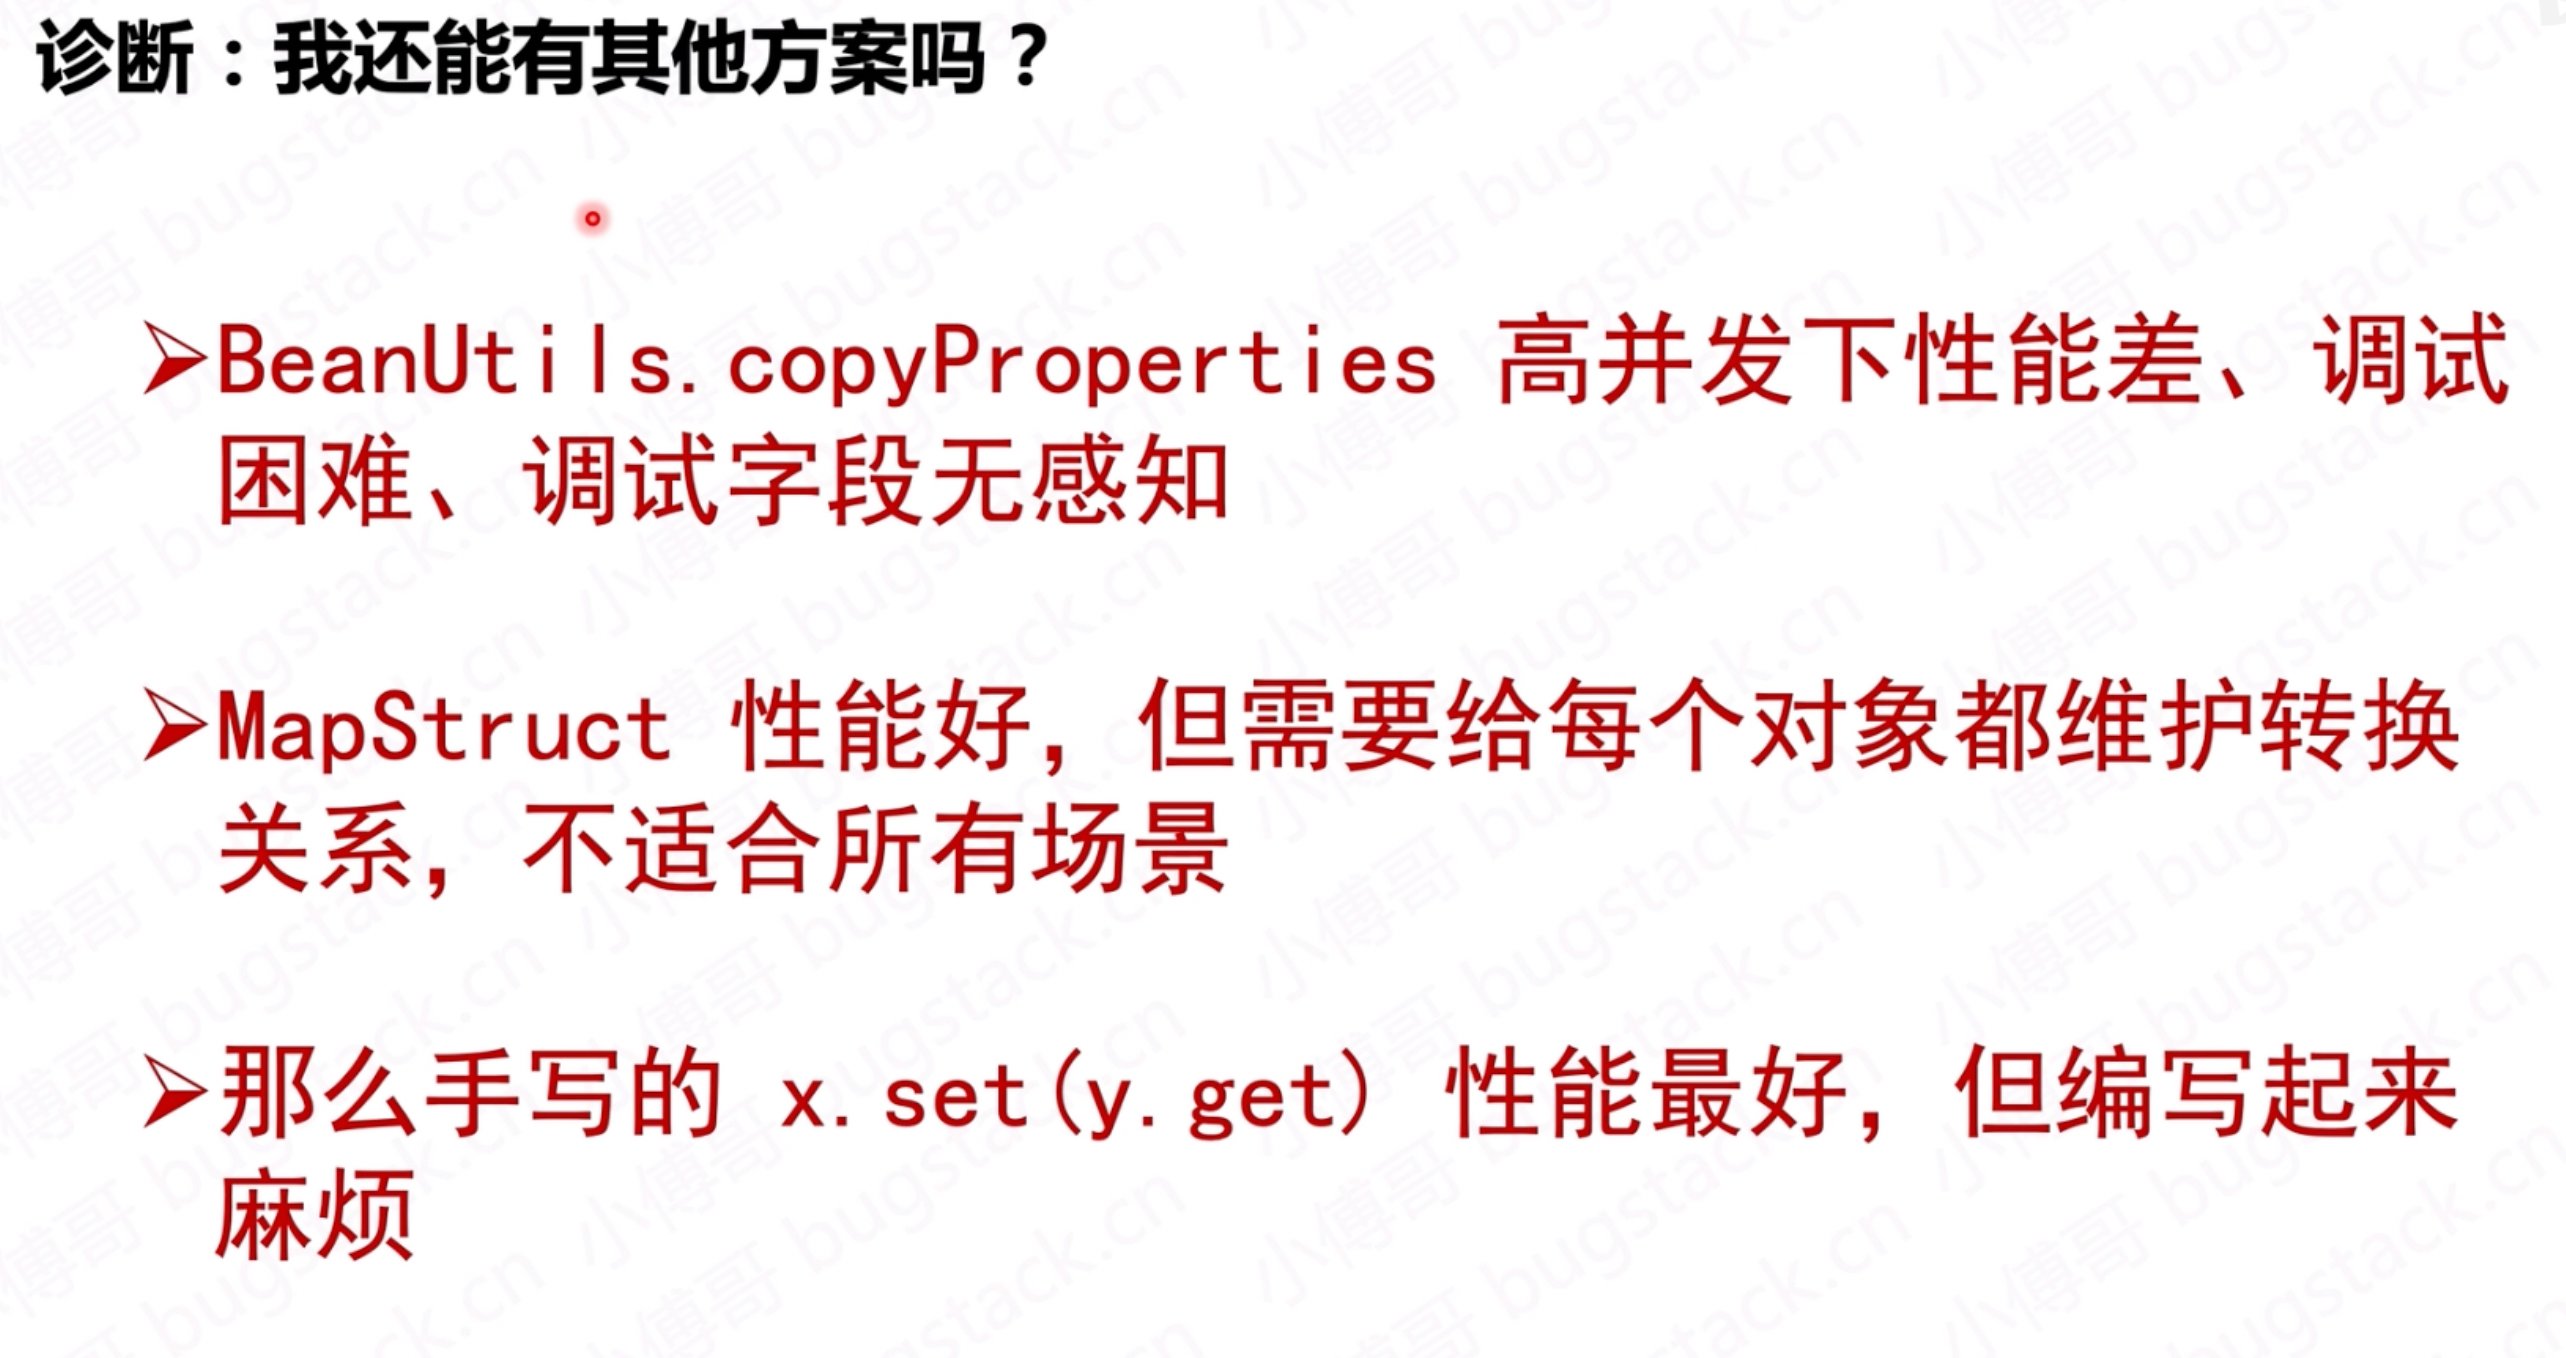 诊断：我还能有其他方案吗？
➢BeanUtils.copyProperties 高并发下性能差、调试
困难、调试字段无感知
➢MapStruct 性能好，但需要给每个对象都维护转换
关系，不适合所有场景
➢那么手写的 x.set(y.get) 性能最好，但编写起来
麻烦
小傅哥 bugstack.cn